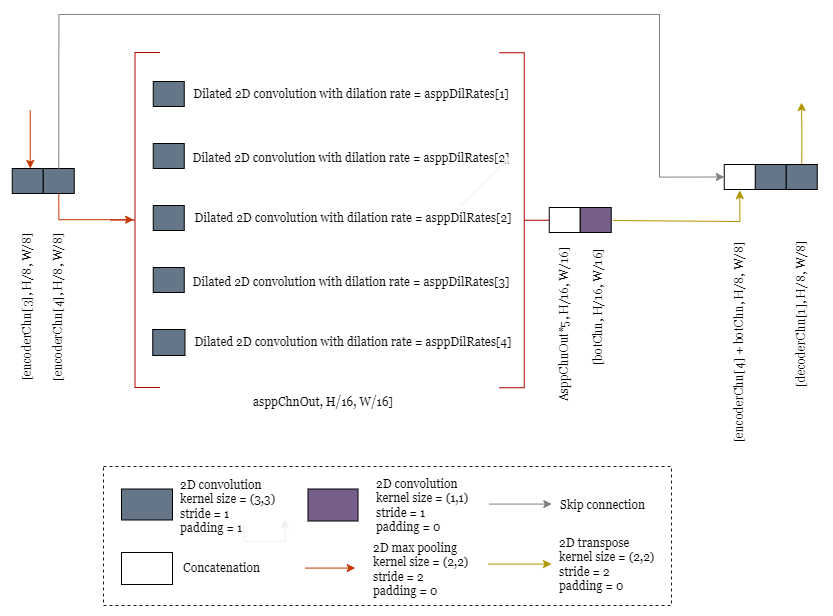 Dilated 2D convolution with dilation rate = asppDilRates[1]
Dilated 2D convolution with dilation rate = asppDilRates[2]
Dilated 2D convolution with dilation rate = asppDilRates[2]
Dilated 2D convolution with dilation rate = asppDilRates[3]
Dilated 2D convolution with dilation rate = asppDilRates[4]
asppChnOut, H/16, W/16]
[encoderChn[3], H/8, W/8]
[encoderChn[4], H/8, W/8]
AsppChnOut*5, H/16, W/16]
[botChn, H/16, W/16]
[encoderChn[4] + botChn, H/8, W/8]
[decoderChn[1], H/8, W/8]
2D convolution
kernel size = (3,3)
stride = 1
padding = 1
2D convolution
kernel size = (1,1)
stride = 1
padding = 0
Skip connection
Concatenation
2D max pooling
kernel size = (2,2)
stride = 2
padding = 0
2D transpose
kernel size = (2,2)
stride = 2
padding = 0